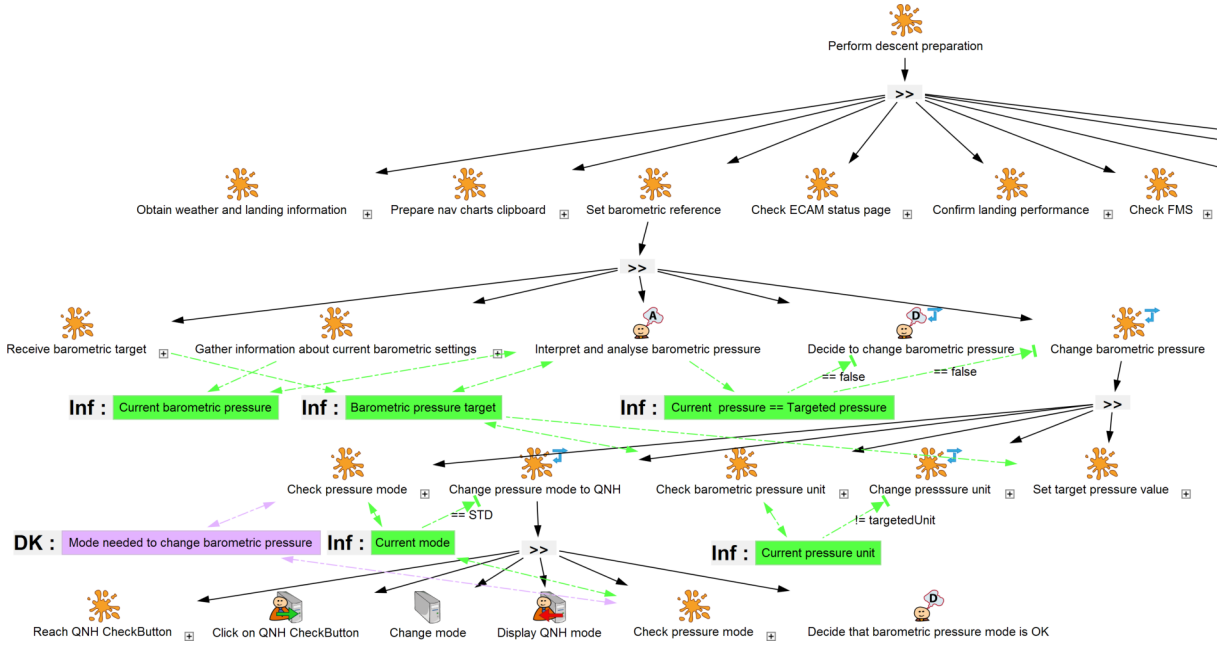 Perform descent preparation
>>
Obtain weather and landing information
Prepare nav charts clipboard
Set barometric reference
Check ECAM status page
Confirm landing performance
Check FMS
>>
A
D
Receive barometric target
Gather information about current barometric settings
Interpret and analyse barometric pressure
Decide to change barometric pressure
Change barometric pressure
== false
== false
Inf : Current barometric pressure
Inf : Barometric pressure target
Inf : Current pressure == Targeted pressure
>>
Check pressure mode
Change pressure mode to QNH
Check barometric pressure unit
Change presssure unit
Set target pressure value
== STD
!= targetedUnit
DK : Mode needed to change barometric pressure
Inf : Current mode
Inf : Current pressure unit
>>
D
Reach QNH CheckButton
Click on QNH CheckButton
Change mode
Display QNH mode
Check pressure mode
Decide that barometric pressure mode is OK